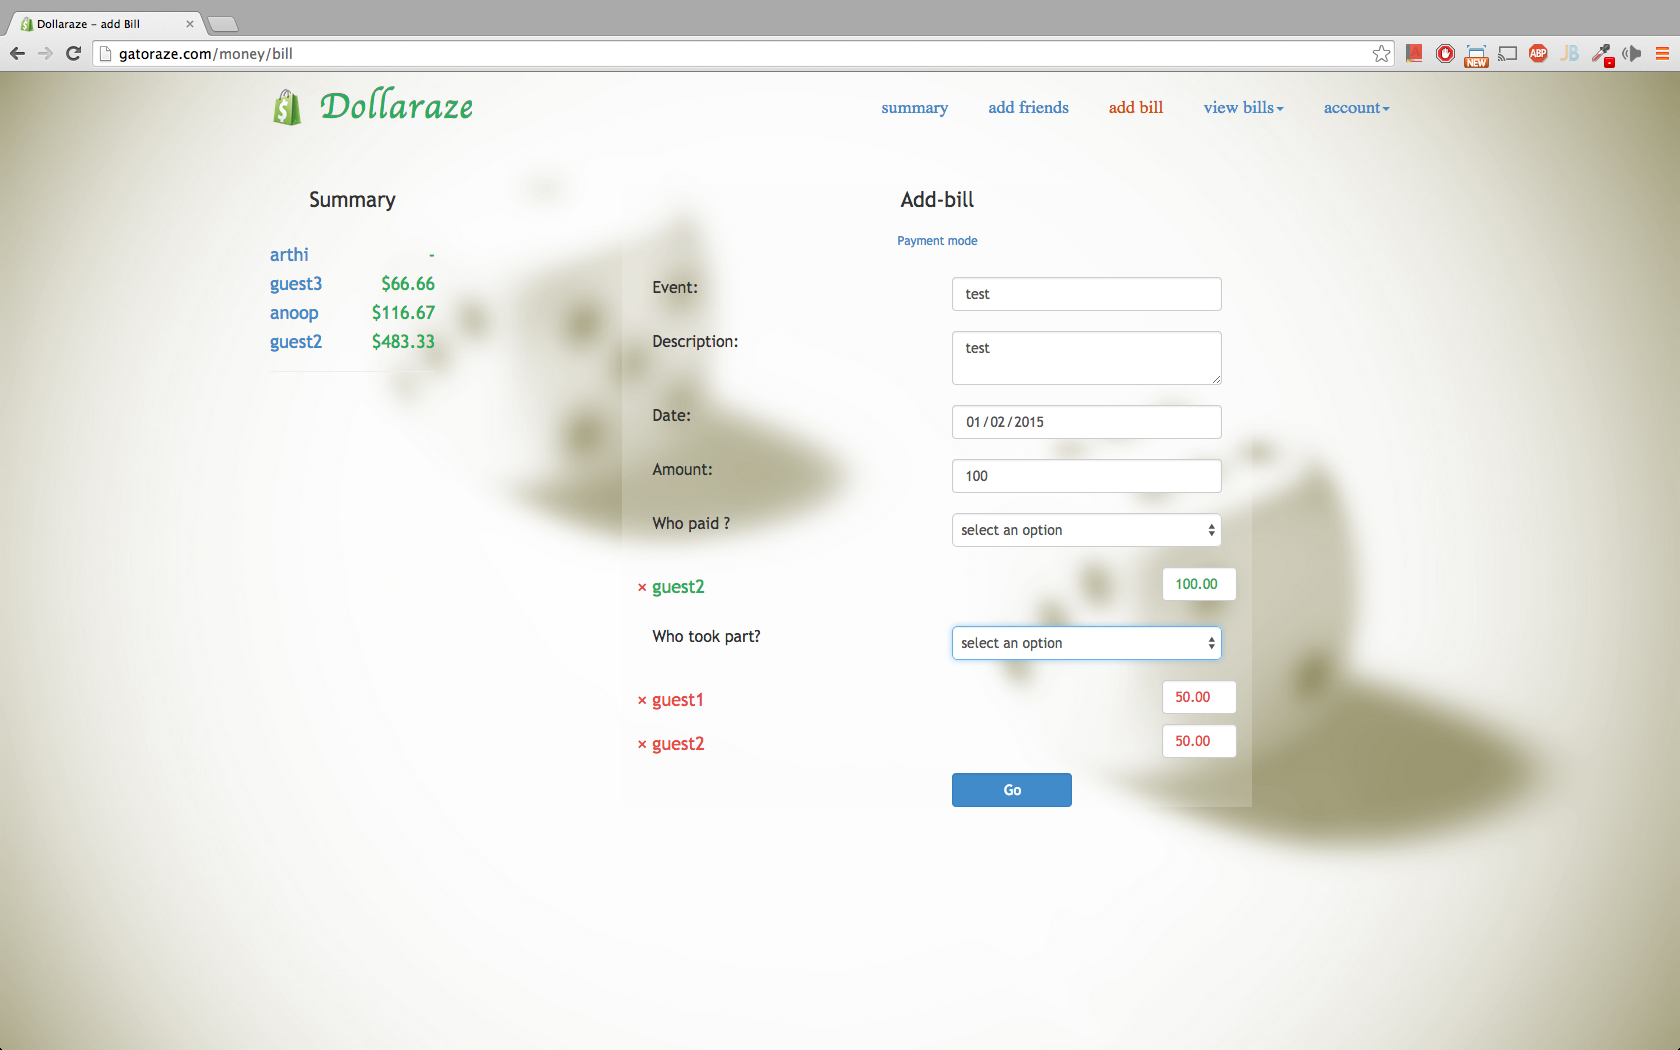 Dollaraze – add Bill
gatoraze.com/money/bill
NEW
ABP
JB
Dollaraze
summary
add friends
add bill
view bills
account
Summary
arthi -
guest3 $66.66
anoop $116.67
guest2 $483.33
Add-bill
Payment mode
Event: test
Description: test
Date: 01/02/2015
Amount: 100
Who paid ? select an option
× guest2 100.00
Who took part? select an option
× guest1 50.00
× guest2 50.00
Go